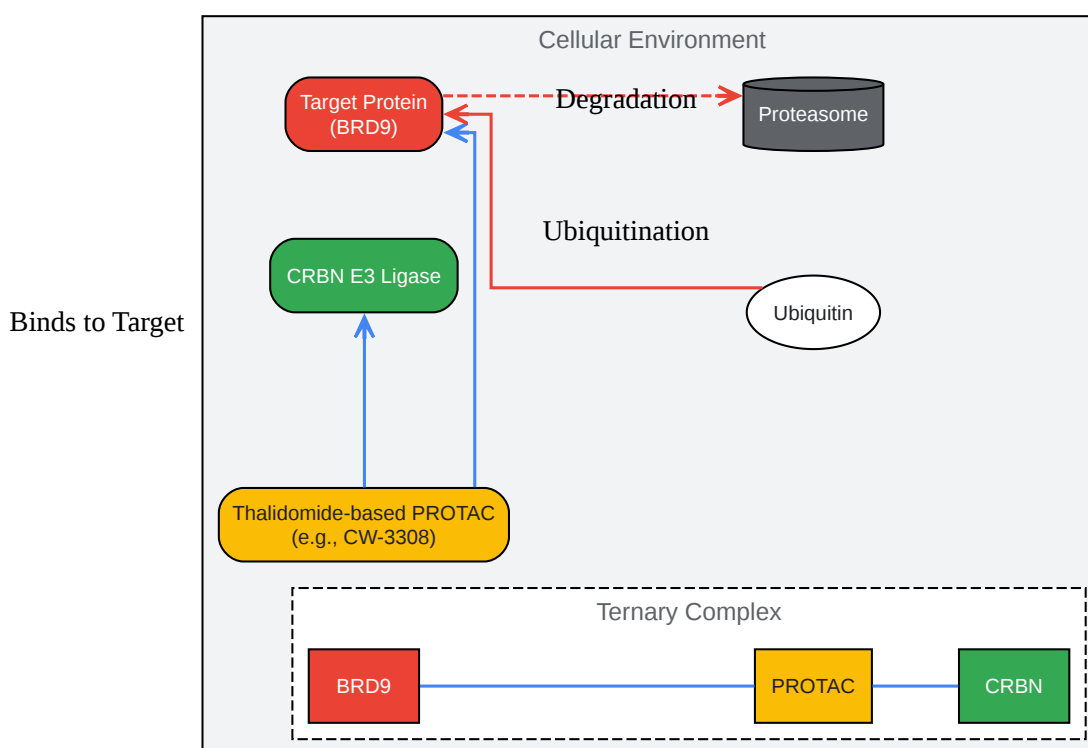 Cellular Environment
Target Protein
(BRD9)
Degradation
Proteasome
Ubiquitination
CRBN E3 Ligase
Ubiquitin
Binds to Target
Thalidomide-based PROTAC
(e.g., CW-3308)
Ternary Complex
BRD9
PROTAC
CRBN